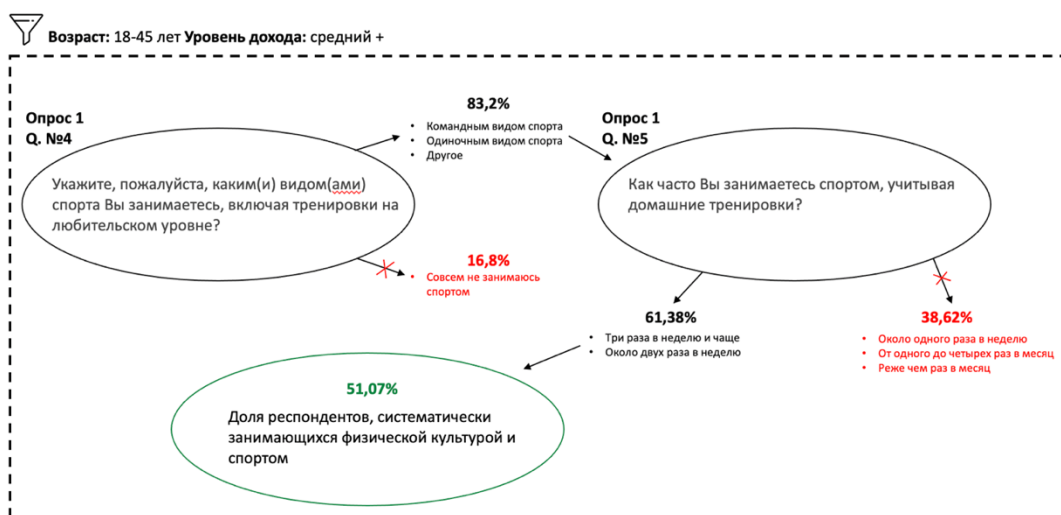 Возраст: 18-45 лет Уровень дохода: средний +
Опрос 1
Q. №4
Укажите, пожалуйста, каким(и) видом(ами)
спорта Вы занимаетесь, включая тренировки на
любительском уровне?
83,2%
• Командным видом спорта
• Одиночным видом спорта
• Другое
16,8%
• Совсем не занимаюсь
спортом
Опрос 1
Q. №5
Как часто Вы занимаетесь спортом, учитывая
домашние тренировки?
61,38%
• Три раза в неделю и чаще
• Около двух раза в неделю
38,62%
• Около одного раза в неделю
• От одного до четырех раз в месяц
• Реже чем раз в месяц
51,07%
Доля респондентов, систематически
занимающихся физической культурой и
спортом